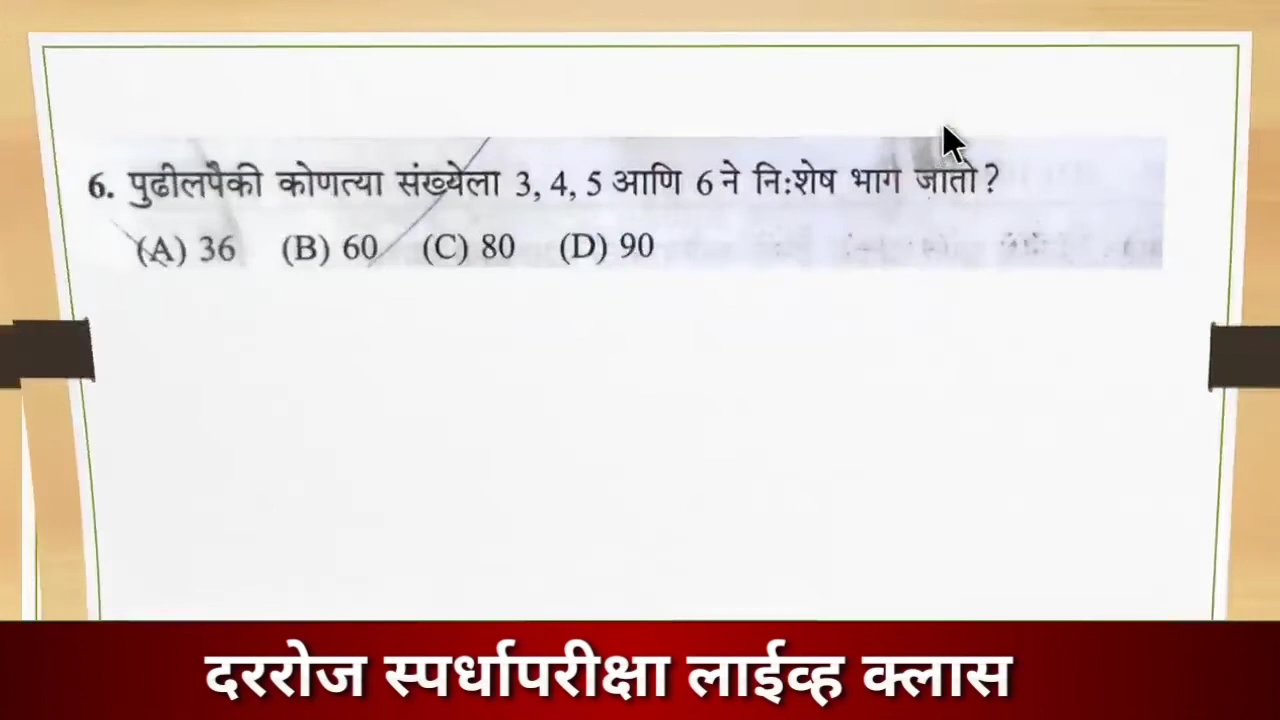 6. पुढीलपैकी कोणत्या संख्येला 3, 4, 5 आणि 6 ने नि:शेष भाग जातो?
(A) 36 (B) 60 (C) 80 (D) 90
दररोज स्पर्धापरीक्षा लाईव्ह क्लास